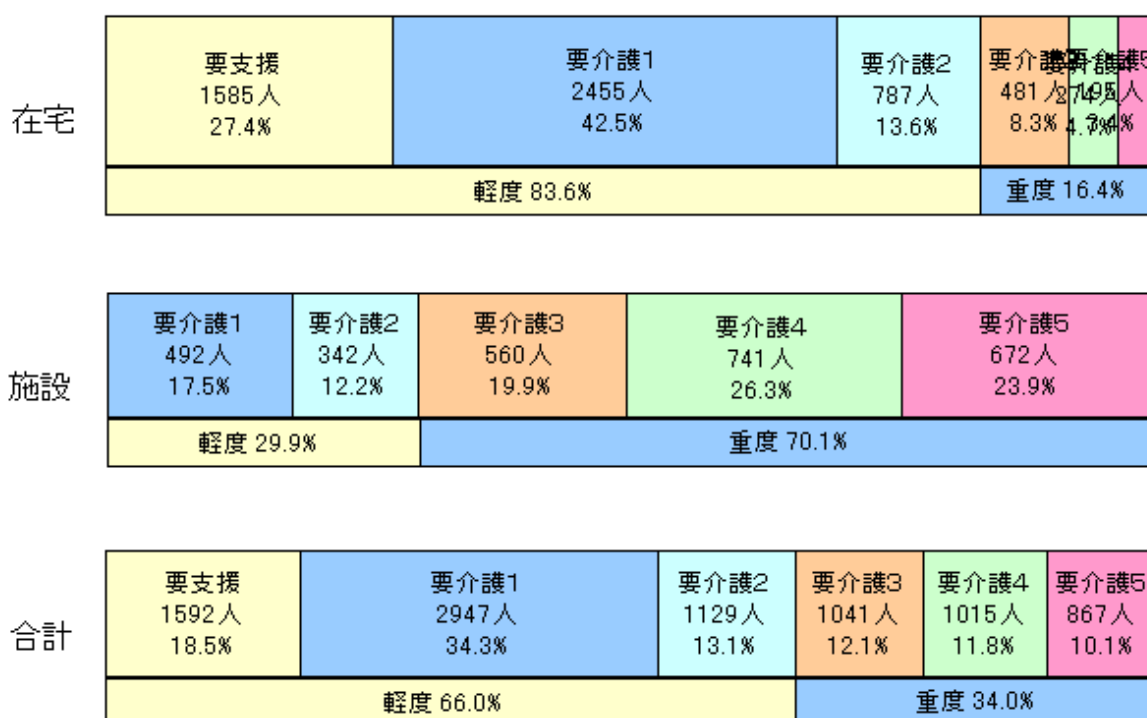 在宅
要支援
1585人
27.4%
要介護1
2455人
42.5%
要介護2
787人
13.6%
481人
8.3%
195人
軽度 83.6%
重度 16.4%
施設
要介護1
492人
17.5%
要介護2
342人
12.2%
要介護3
560人
19.9%
要介護4
741人
26.3%
要介護5
672人
23.9%
軽度 29.9%
重度 70.1%
合計
要支援
1592人
18.5%
要介護1
2947人
34.3%
要介護2
1129人
13.1%
要介護3
1041人
12.1%
要介護4
1015人
11.8%
要介護5
867人
10.1%
軽度 66.0%
重度 34.0%